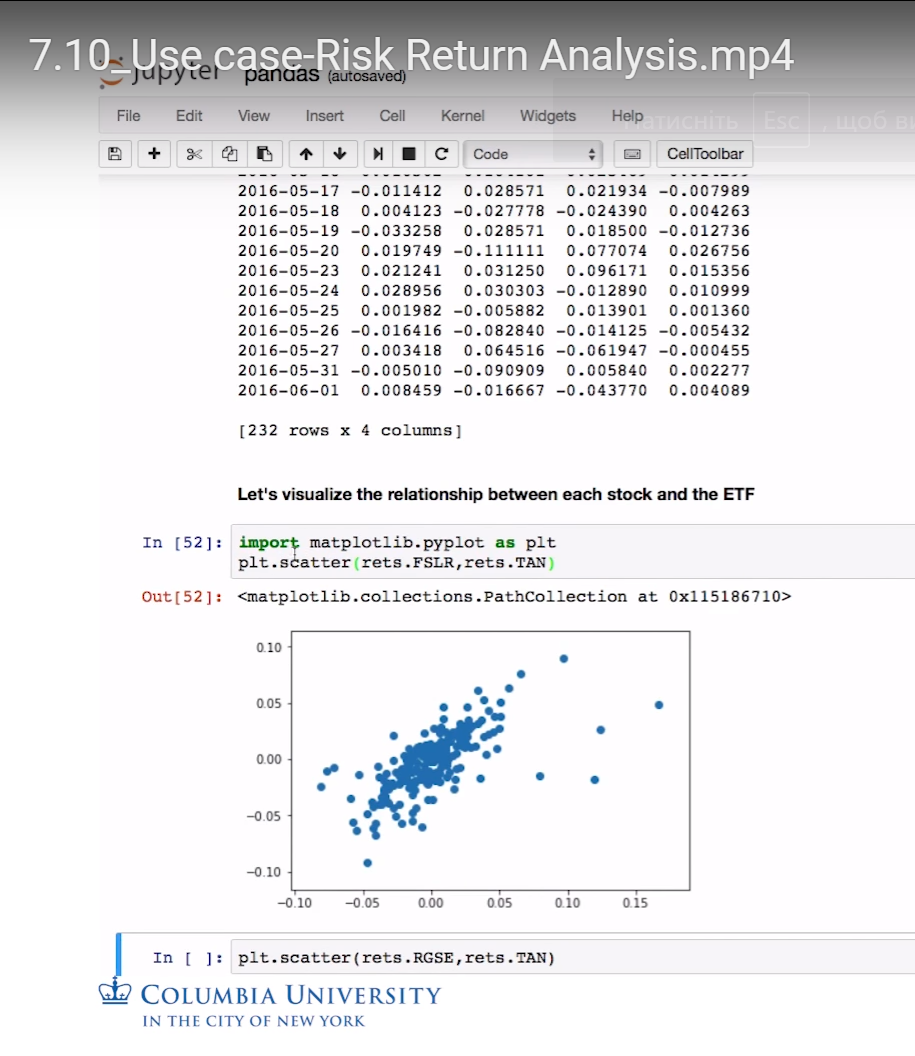 7.10_Use case-Risk Return Analysis.mp4
jupyter pandas (autosaved)
File Edit View Insert Cell Kernel Widgets Help
Натисніть Esc , щоб
Code CellToolbar
2016-05-17 -0.011412 0.028571 0.021934 -0.007989
2016-05-18 0.004123 -0.027778 -0.024390 0.004263
2016-05-19 -0.033258 0.028571 0.018500 -0.012736
2016-05-20 0.019749 -0.111111 0.077074 0.026756
2016-05-23 0.021241 0.031250 0.096171 0.015356
2016-05-24 0.028956 0.030303 -0.012890 0.010999
2016-05-25 0.001982 -0.005882 0.013901 0.001360
2016-05-26 -0.016416 -0.082840 -0.014125 -0.005432
2016-05-27 0.003418 0.064516 -0.061947 -0.000455
2016-05-31 -0.005010 -0.090909 0.005840 0.002277
2016-06-01 0.008459 -0.016667 -0.043770 0.004089
[232 rows x 4 columns]
Let's visualize the relationship between each stock and the ETF
In [52]: import matplotlib.pyplot as plt
plt.scatter(rets.FSLR,rets.TAN)
Out[52]: <matplotlib.collections.PathCollection at 0x115186710>
0.10
0.05
0.00
-0.05
-0.10
-0.10 -0.05 0.00 0.05 0.10 0.15
In [ ]: plt.scatter(rets.RGSE,rets.TAN)
COLUMBIA UNIVERSITY
IN THE CITY OF NEW YORK